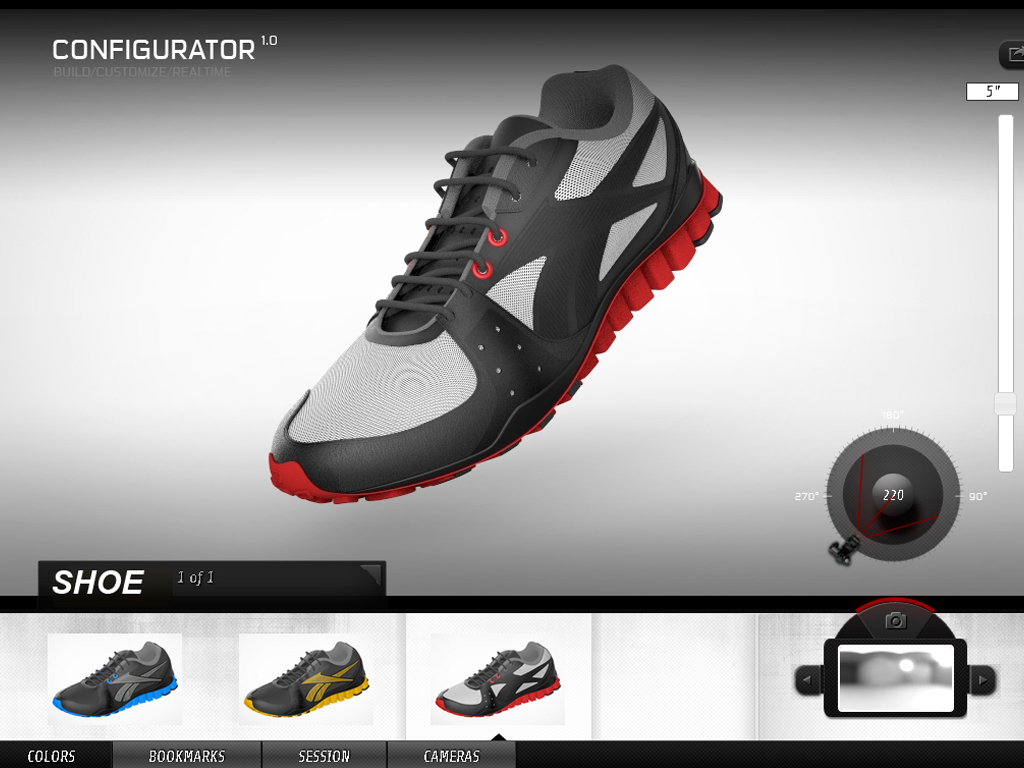 CONFIGURATOR 1.0
BUILD/CUSTOMIZE/REALTIME
5"
180°
270°
220
90°
SHOE
1 of 1
COLORS
BOOKMARKS
SESSION
CAMERAS